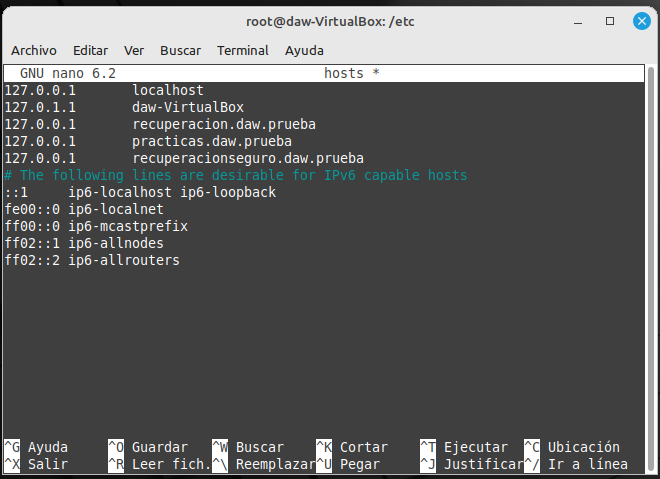 root@daw-VirtualBox: /etc
Archivo Editar Ver Buscar Terminal Ayuda
GNU nano 6.2 hosts *
127.0.0.1 localhost
127.0.1.1 daw-VirtualBox
127.0.0.1 recuperacion.daw.prueba
127.0.0.1 practicas.daw.prueba
127.0.0.1 recuperacionseguro.daw.prueba
# The following lines are desirable for IPv6 capable hosts
::1 ip6-localhost ip6-loopback
fe00::0 ip6-localnet
ff00::0 ip6-mcastprefix
ff02::1 ip6-allnodes
ff02::2 ip6-allrouters
^G Ayuda ^O Guardar ^W Buscar ^K Cortar ^T Ejecutar ^C Ubicación
^X Salir ^R Leer fich. ^\ Reemplazar ^U Pegar ^J Justificar ^/ Ir a línea